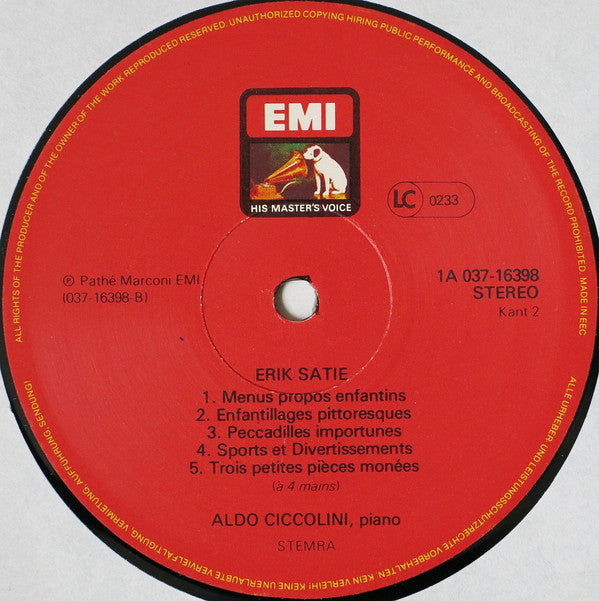 ALL RIGHTS OF THE PRODUCER AND OF THE OWNER OF THE WORK REPRODUCED RESERVED. UNAUTHORIZED COPYING HIRING PUBLIC PERFORMANCE AND BROADCASTING OF THE RECORD PROHIBITED. MADE IN EEC
EMI
HIS MASTER'S VOICE
LC 0233
℗ Pathé Marconi EMI
(037-16398-B)
1A 037-16398
STEREO
Kant 2
ERIK SATIE
1. Menus propos enfantins
2. Enfantillages pittoresques
3. Peccadilles importunes
4. Sports et Divertissements
5. Trois petites pièces monées
(à 4 mains)
ALDO CICCOLINI, piano
STEMRA
ALLE URHEBER- UND LEISTUNGSSCHUTZRECHTE VORBEHALTEN. KEIN VERLEIH! KEINE UNERLAUBTE VERVIELFÄLTIGUNG, VERMIETUNG, AUFFÜHRUNG, SENDUNG!